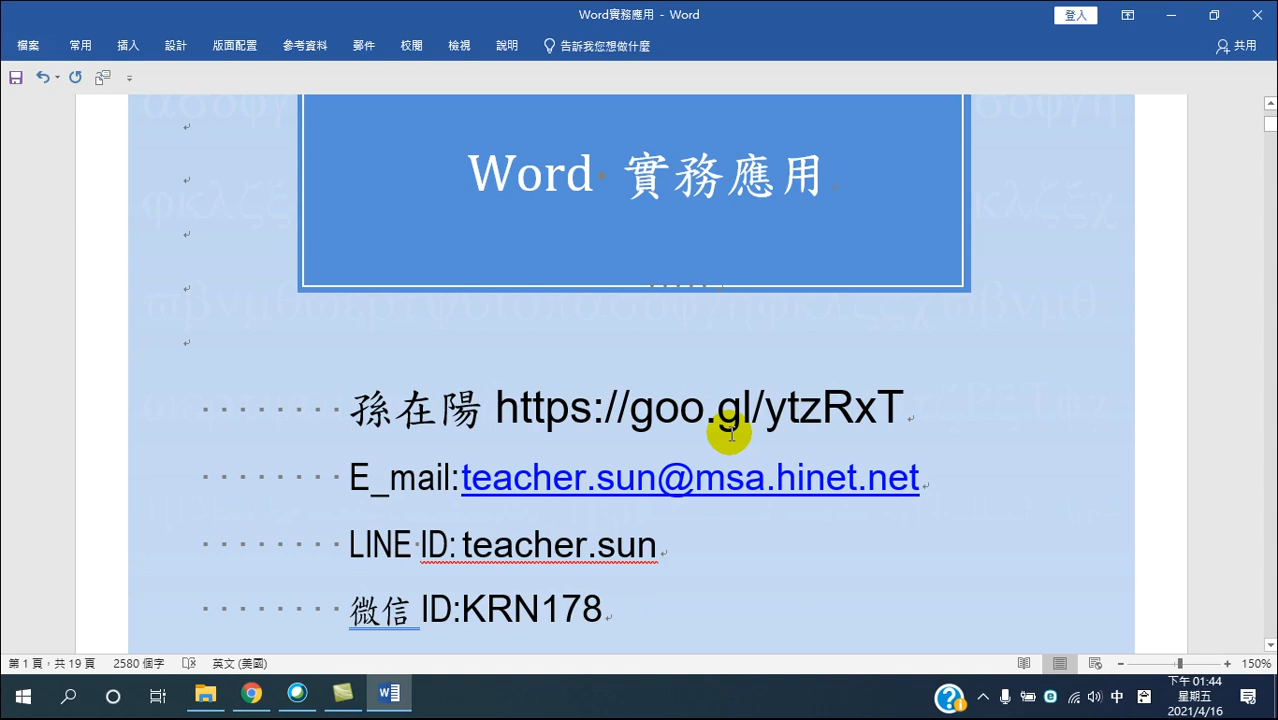 Word實務應用 - Word
登入
檔案 常用 插入 設計 版面配置 參考資料 郵件 校閱 檢視 說明 告訴我您想做什麼 共用
Word 實務應用
孫在陽 https://goo.gl/ytzRxT
E_mail:teacher.sun@msa.hinet.net
LINE ID: teacher.sun
微信 ID:KRN178
第 1 頁，共 19 頁 2580 個字 英文 (美國) 150%
下午 01:44
中 星期五
2021/4/16